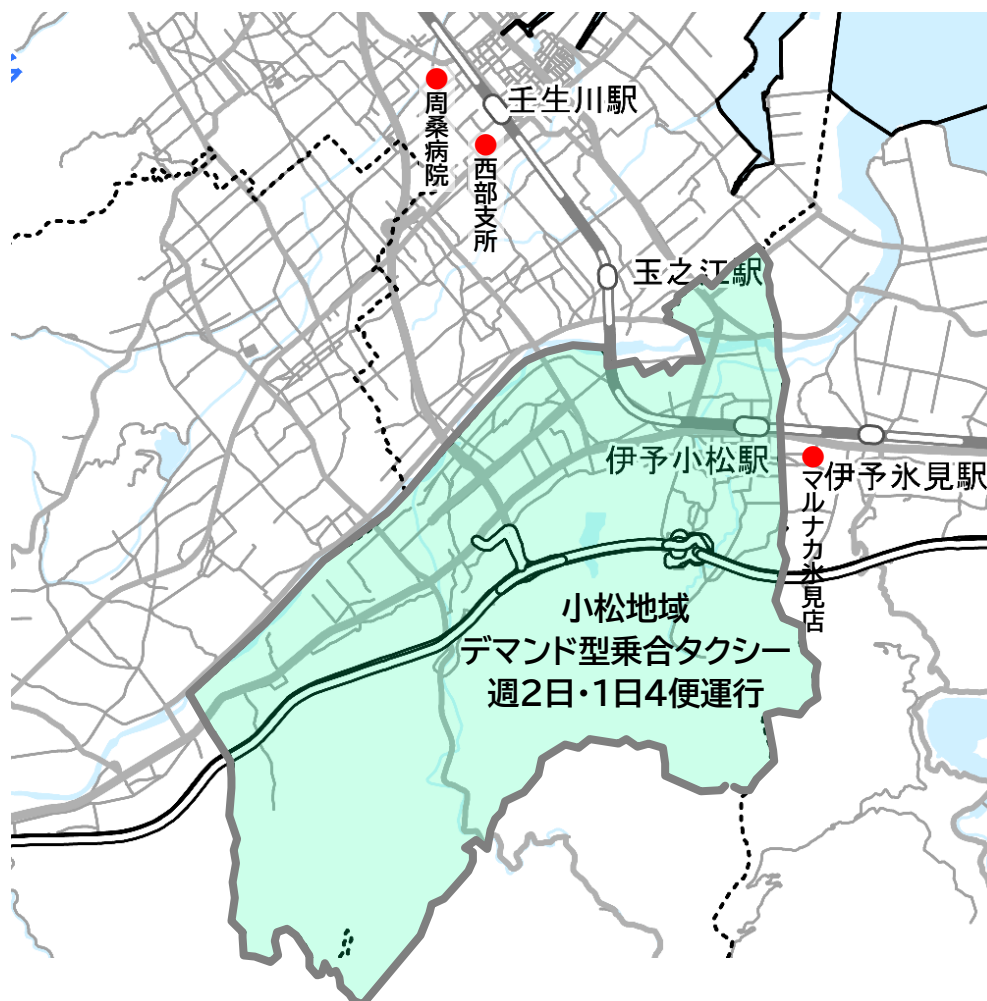 壬生川駅
周桑病院
西部支所
玉之江駅
伊予小松駅
伊予氷見駅
マルナカ氷見店
小松地域
デマンド型乗合タクシー
週2日・1日4便運行